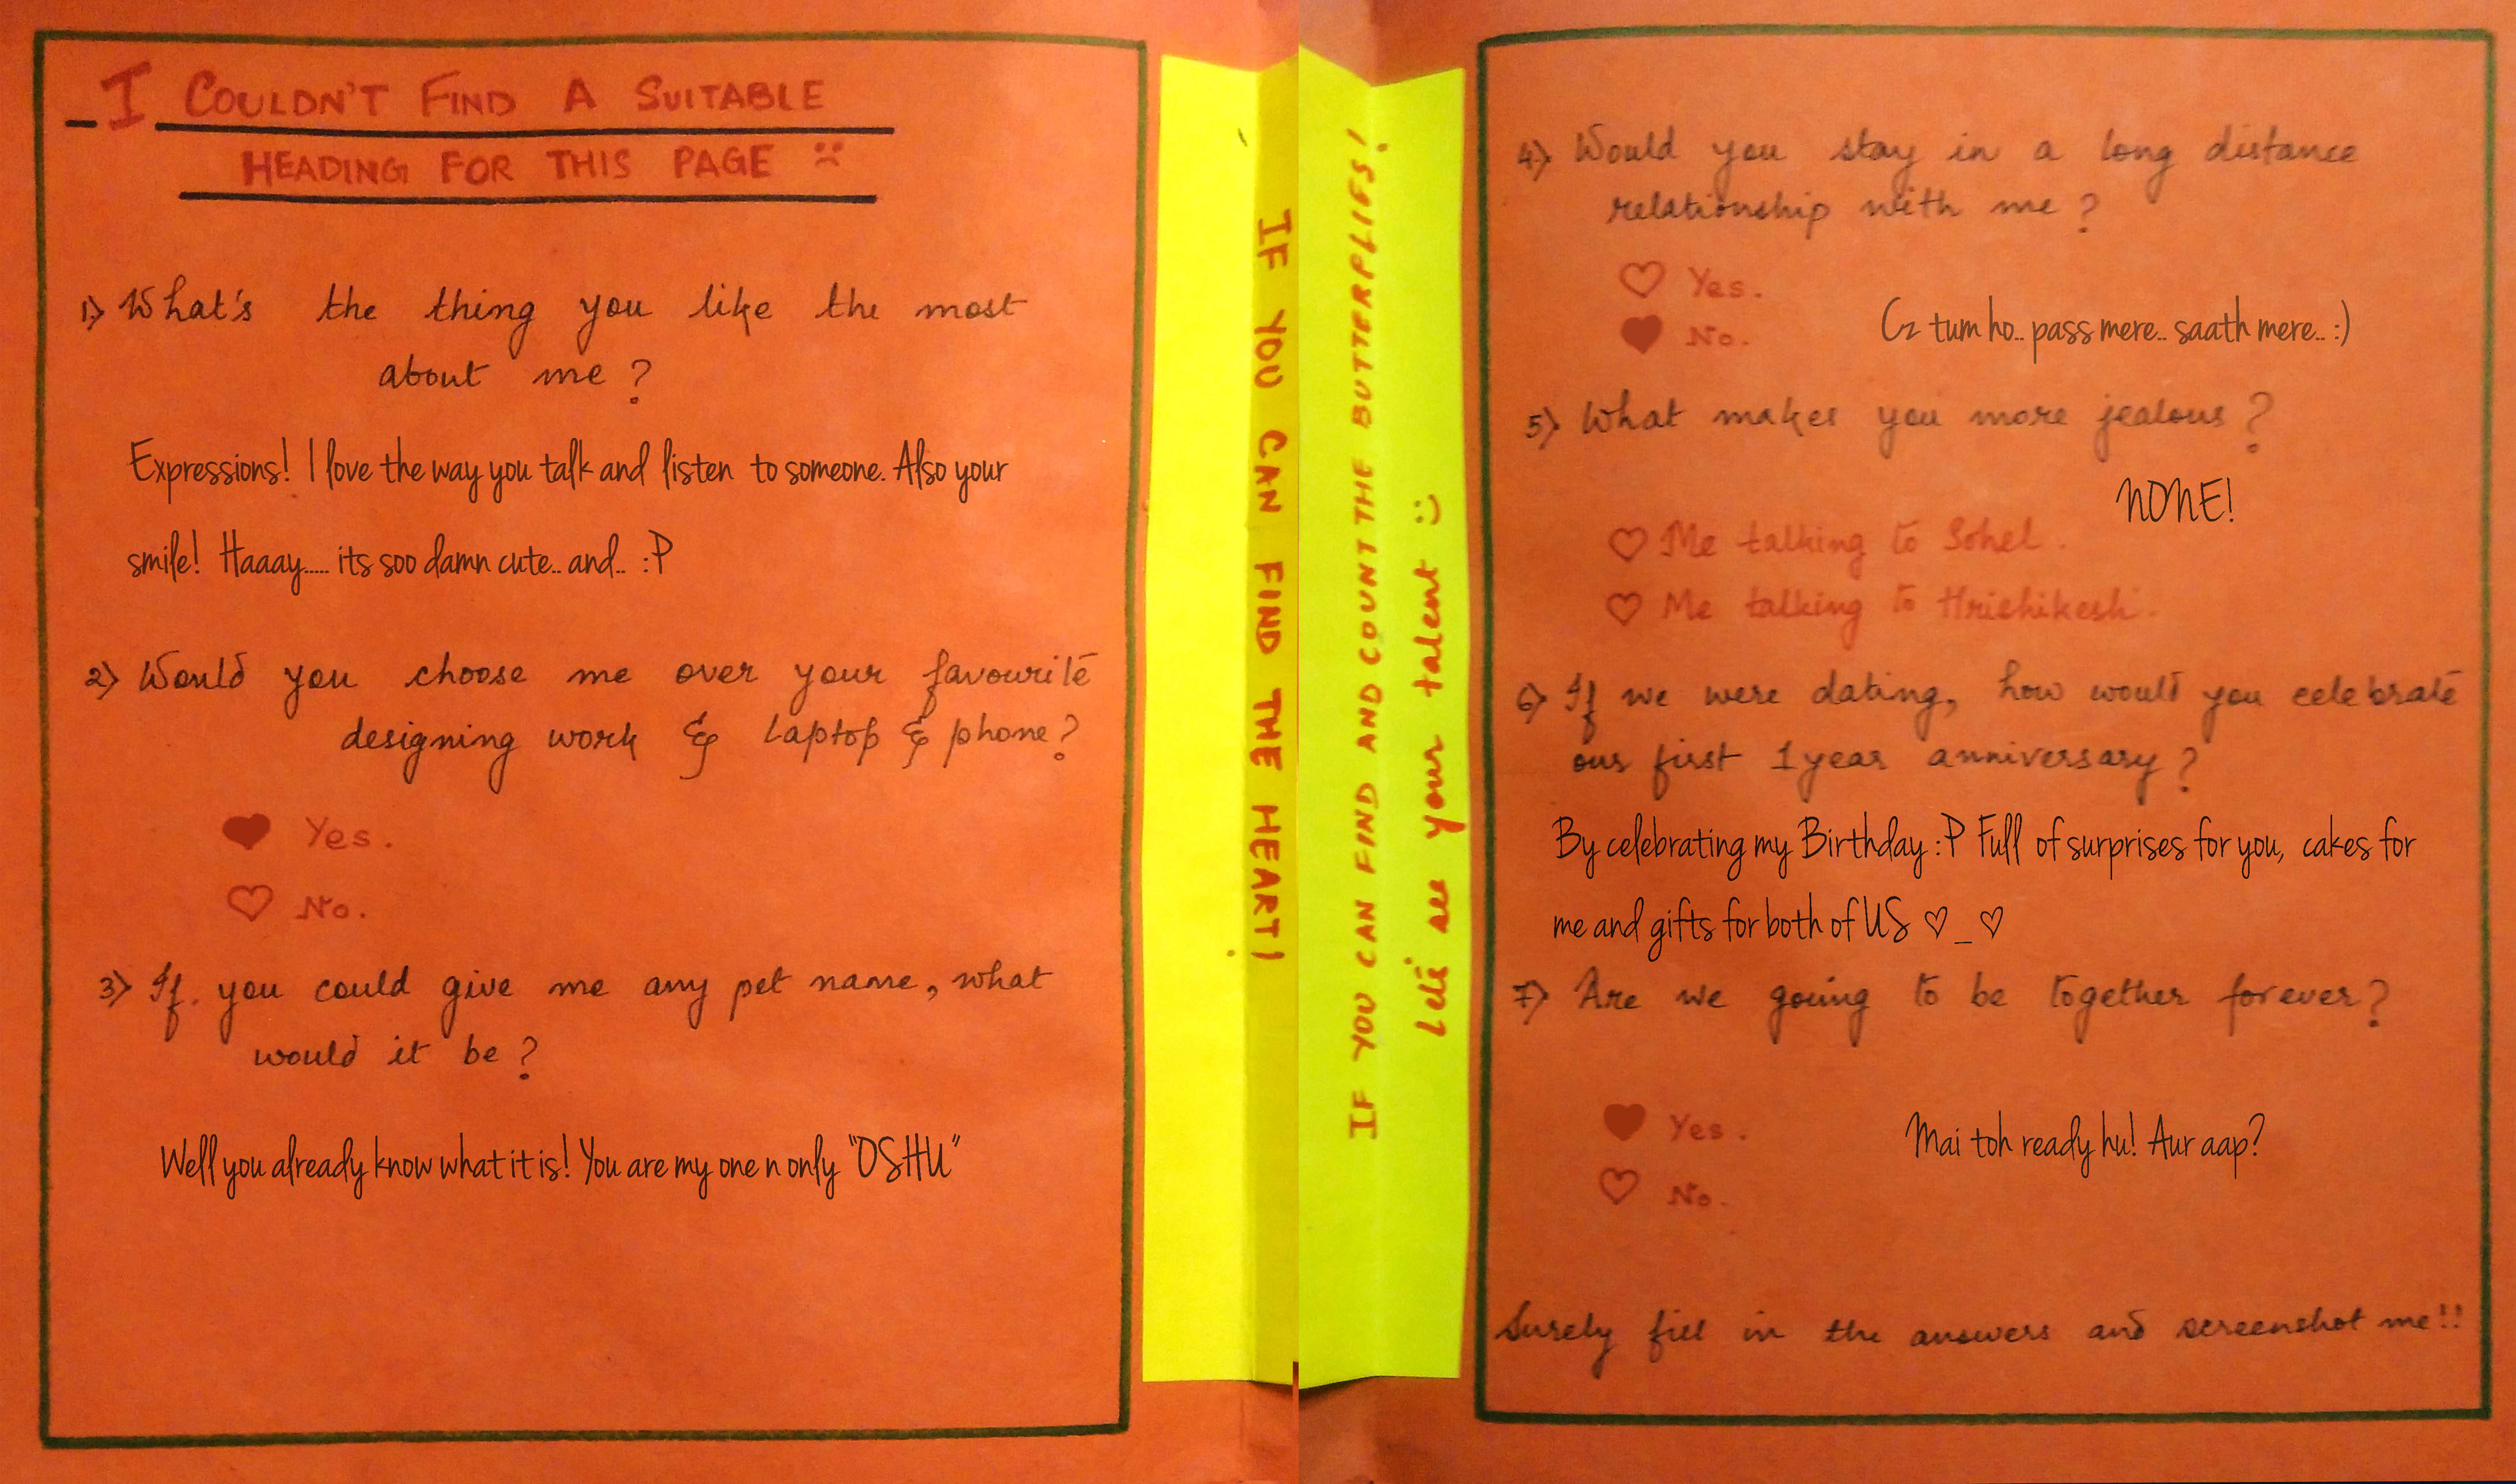 I COULDN'T FIND A SUITABLE
HEADING FOR THIS PAGE :(
1) What's the thing you like the most
about me?
Expressions! I love the way you talk and listen to someone. Also your
smile! Haaay..... its soo damn cute.. and.. :P
2) Would you choose me over your favourite
designing work & Laptop & phone?
♥ Yes.
♡ No.
3) If you could give me any pet name, what
would it be?
Well you already know what it is! You are my one n only "OSHU"
IF YOU CAN FIND THE HEART!
IF YOU CAN FIND AND COUNT THE BUTTERFLIES!
Let's see your talent :)
4) Would you stay in a long distance
relationship with me?
♡ Yes.
♥ No.
Cz tum ho.. pass mere.. saath mere.. :)
5) What makes you more jealous?
NONE!
♡ Me talking to Sohel.
♡ Me talking to Hrishikesh.
6) If we were dating, how would you celebrate
our first 1 year anniversary?
By celebrating my Birthday :P Full of surprises for you, cakes for
me and gifts for both of US ♡_♡
7) Are we going to be together forever?
♥ Yes.
Mai toh ready hu! Aur aap?
♡ No.
Surely fill in the answers and screenshot me!!